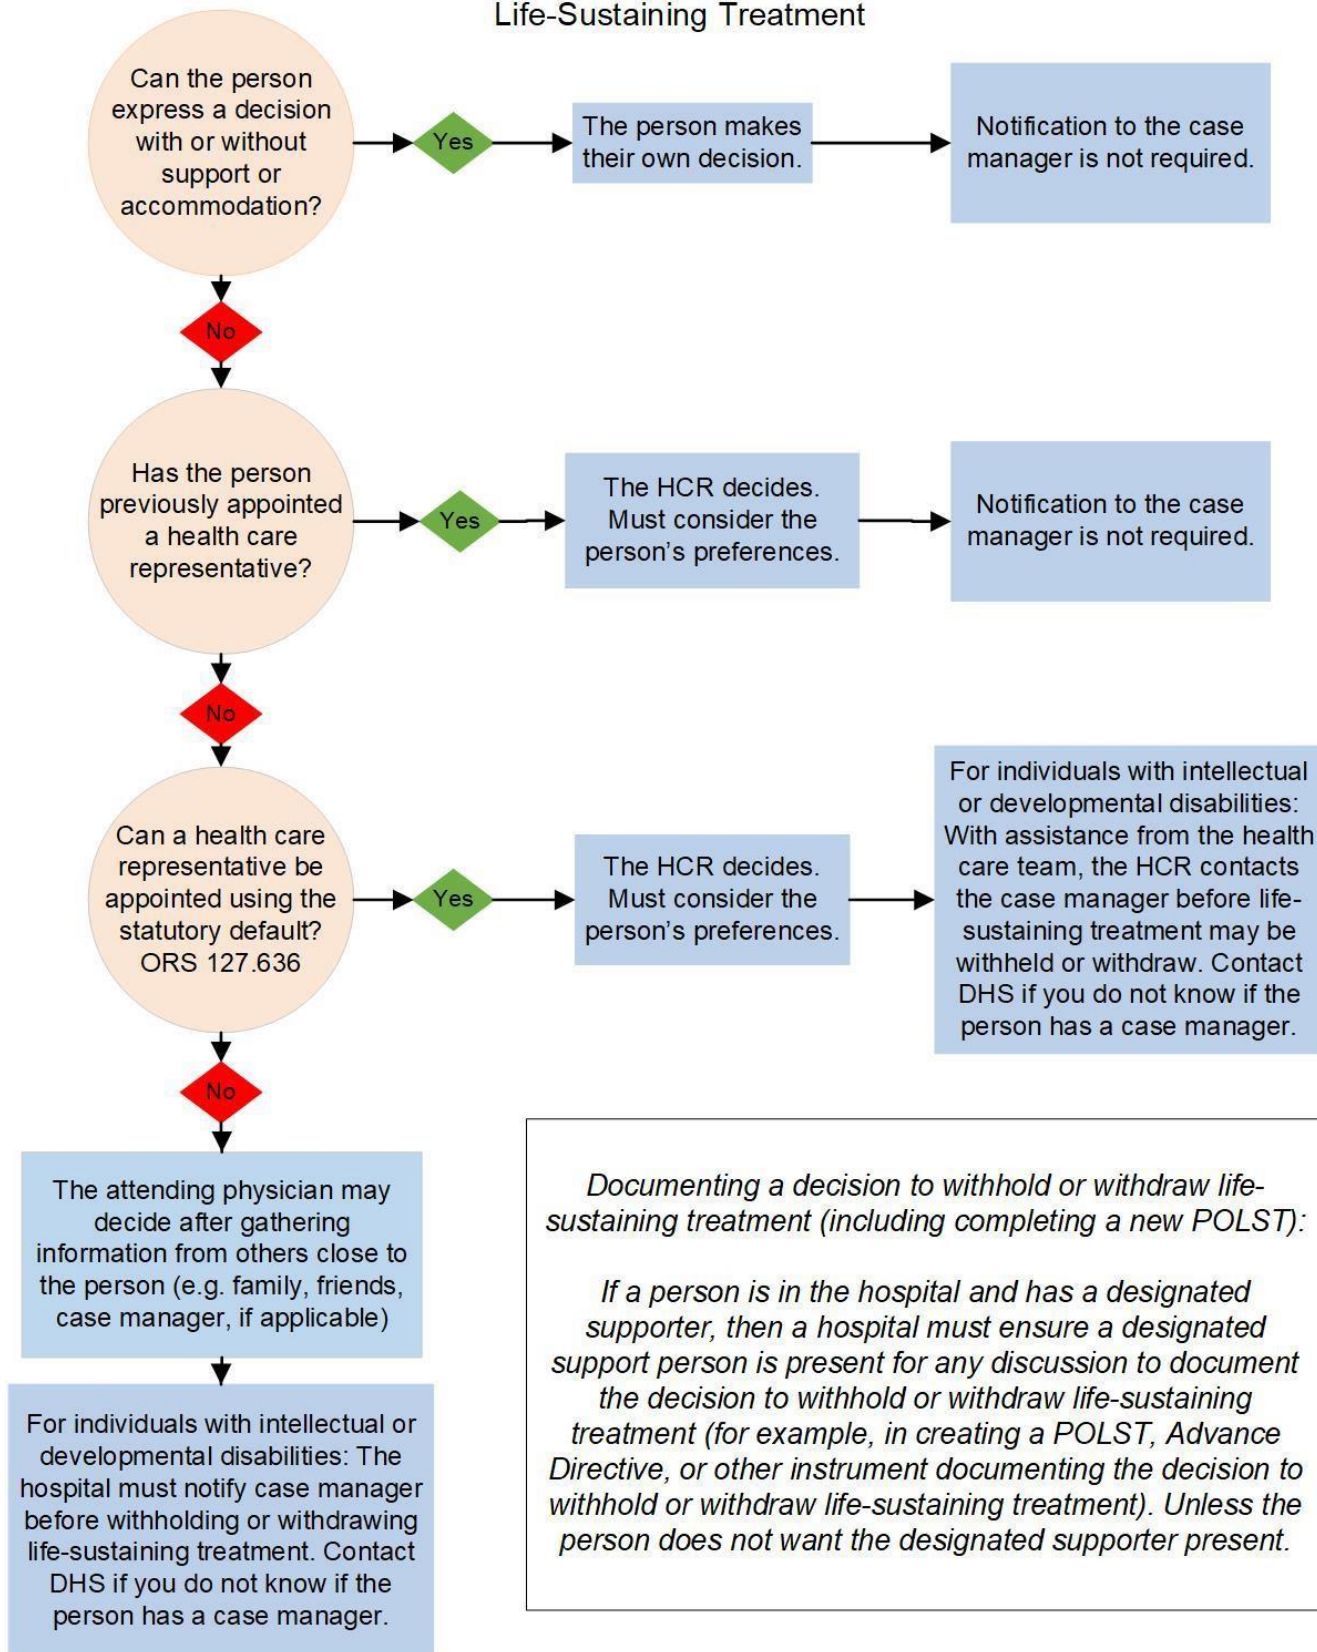 Life-Sustaining Treatment
Can the person
express a decision
with or without
support or
accommodation?
Yes
The person makes
their own decision.
Notification to the case
manager is not required.
No
Has the person
previously appointed
a health care
representative?
Yes
The HCR decides.
Must consider the
person's preferences.
Notification to the case
manager is not required.
No
Can a health care
representative be
appointed using the
statutory default?
ORS 127.636
Yes
The HCR decides.
Must consider the
person's preferences.
For individuals with intellectual
or developmental disabilities:
With assistance from the health
care team, the HCR contacts
the case manager before life-
sustaining treatment may be
withheld or withdraw. Contact
DHS if you do not know if the
person has a case manager.
No
The attending physician may
decide after gathering
information from others close to
the person (e.g. family, friends,
case manager, if applicable)
For individuals with intellectual or
developmental disabilities: The
hospital must notify case manager
before withholding or withdrawing
life-sustaining treatment. Contact
DHS if you do not know if the
person has a case manager.
Documenting a decision to withhold or withdraw life-
sustaining treatment (including completing a new POLST):
If a person is in the hospital and has a designated
supporter, then a hospital must ensure a designated
support person is present for any discussion to document
the decision to withhold or withdraw life-sustaining
treatment (for example, in creating a POLST, Advance
Directive, or other instrument documenting the decision to
withhold or withdraw life-sustaining treatment). Unless the
person does not want the designated supporter present.